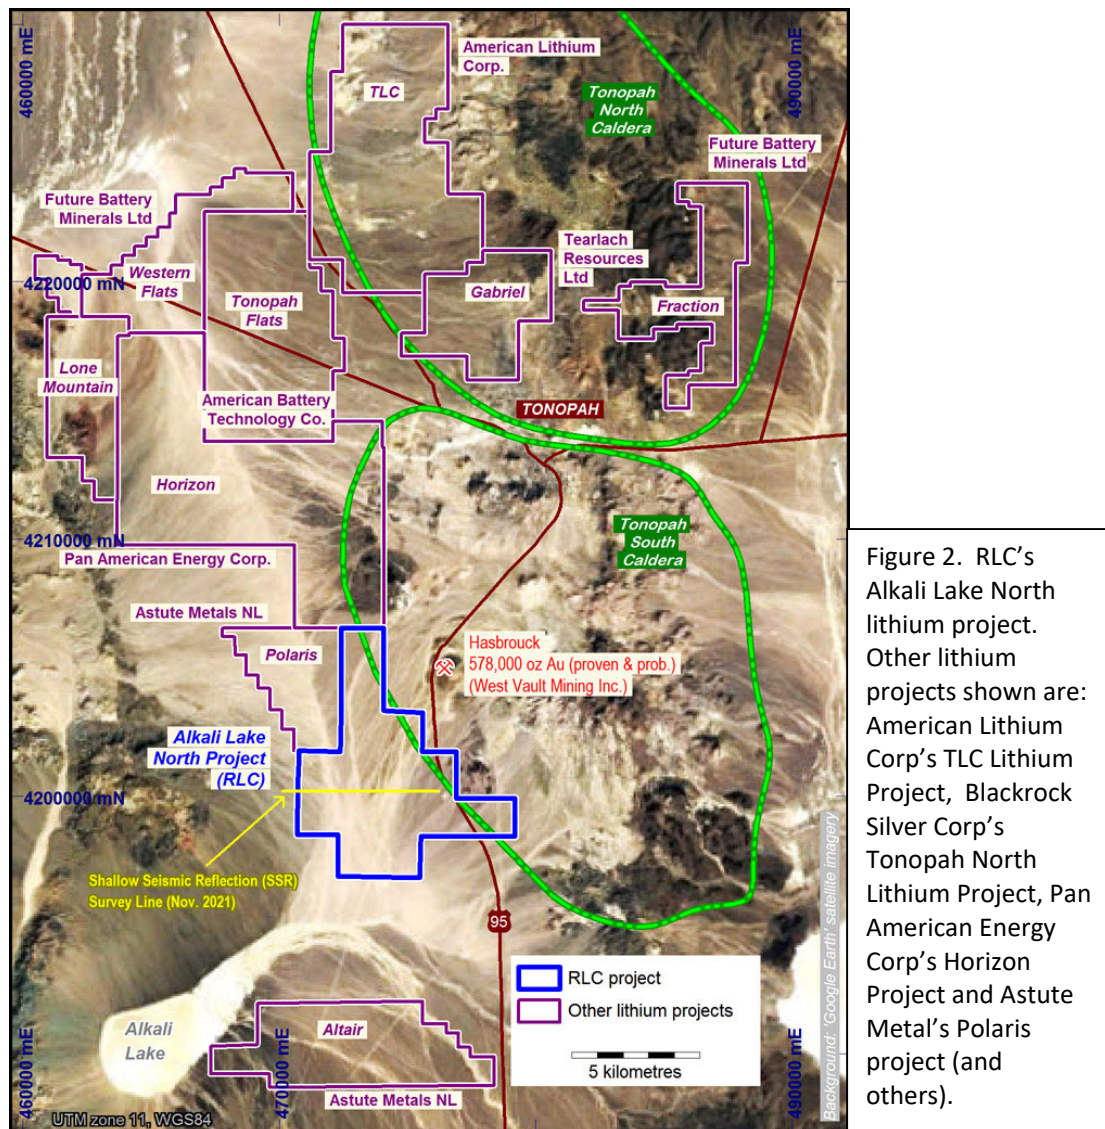 460000 mE
490000 mE
American Lithium
Corp.
TLC
Tonopah
North
Caldera
Future Battery
Minerals Ltd
Future Battery
Minerals Ltd
Tearlach
Resources
Ltd
Western
Flats
4220000 mN
Tonopah
Flats
Gabriel
Fraction
Lone
Mountain
American Battery
Technology Co.
TONOPAH
Horizon
Tonopah
South
Caldera
4210000 mN
Pan American Energy Corp.
Astute Metals NL
Polaris
Hasbrouck
578,000 oz Au (proven & prob.)
(West Vault Mining Inc.)
Alkali Lake
North Project
(RLC)
4200000 mN
Shallow Seismic Reflection (SSR)
Survey Line (Nov. 2021)
95
RLC project
Other lithium projects
5 kilometres
Alkali
Lake
Altair
Astute Metals NL
460000 mE
470000 mE
490000 mE
UTM zone 11, WGS84
Background: 'Google Earth' satellite imagery
Figure 2.  RLC's
Alkali Lake North
lithium project.
Other lithium
projects shown are:
American Lithium
Corp's TLC Lithium
Project,  Blackrock
Silver Corp's
Tonopah North
Lithium Project, Pan
American Energy
Corp's Horizon
Project and Astute
Metal's Polaris
project (and
others).